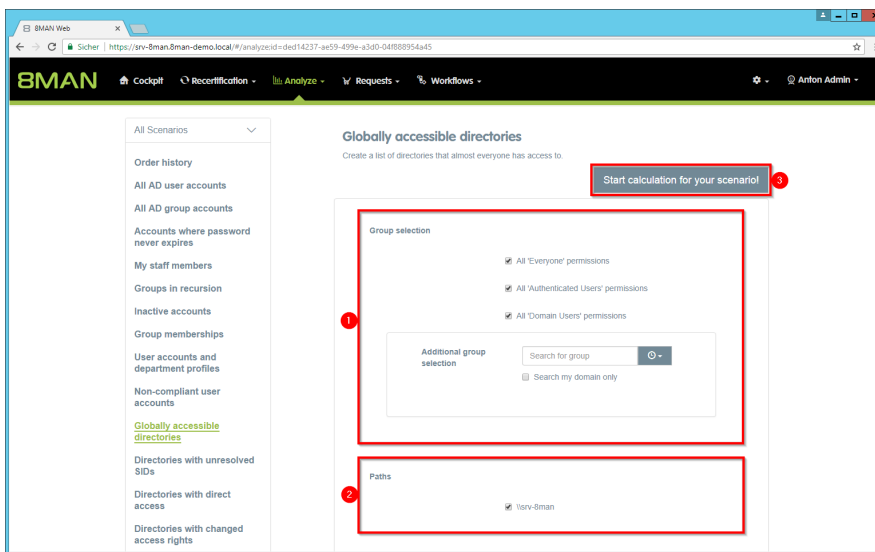 8MAN Web
Sicher
https://srv-8man.8man-demo.local/#/analyze;id=ded14237-ae59-499e-a3d0-04f888954a45
8MAN
Cockpit
Recertification
Analyze
Requests
Workflows
Anton Admin
All Scenarios
Order history
All AD user accounts
All AD group accounts
Accounts where password
never expires
My staff members
Groups in recursion
Inactive accounts
Group memberships
User accounts and
department profiles
Non-compliant user
accounts
Globally accessible
directories
Directories with unresolved
SIDs
Directories with direct
access
Directories with changed
access rights
Globally accessible directories
Create a list of directories that almost everyone has access to.
Start calculation for your scenario!
3
Group selection
All 'Everyone' permissions
All 'Authenticated Users' permissions
All 'Domain Users' permissions
1
Additional group
selection
Search for group
Search my domain only
Paths
2
\\srv-8man